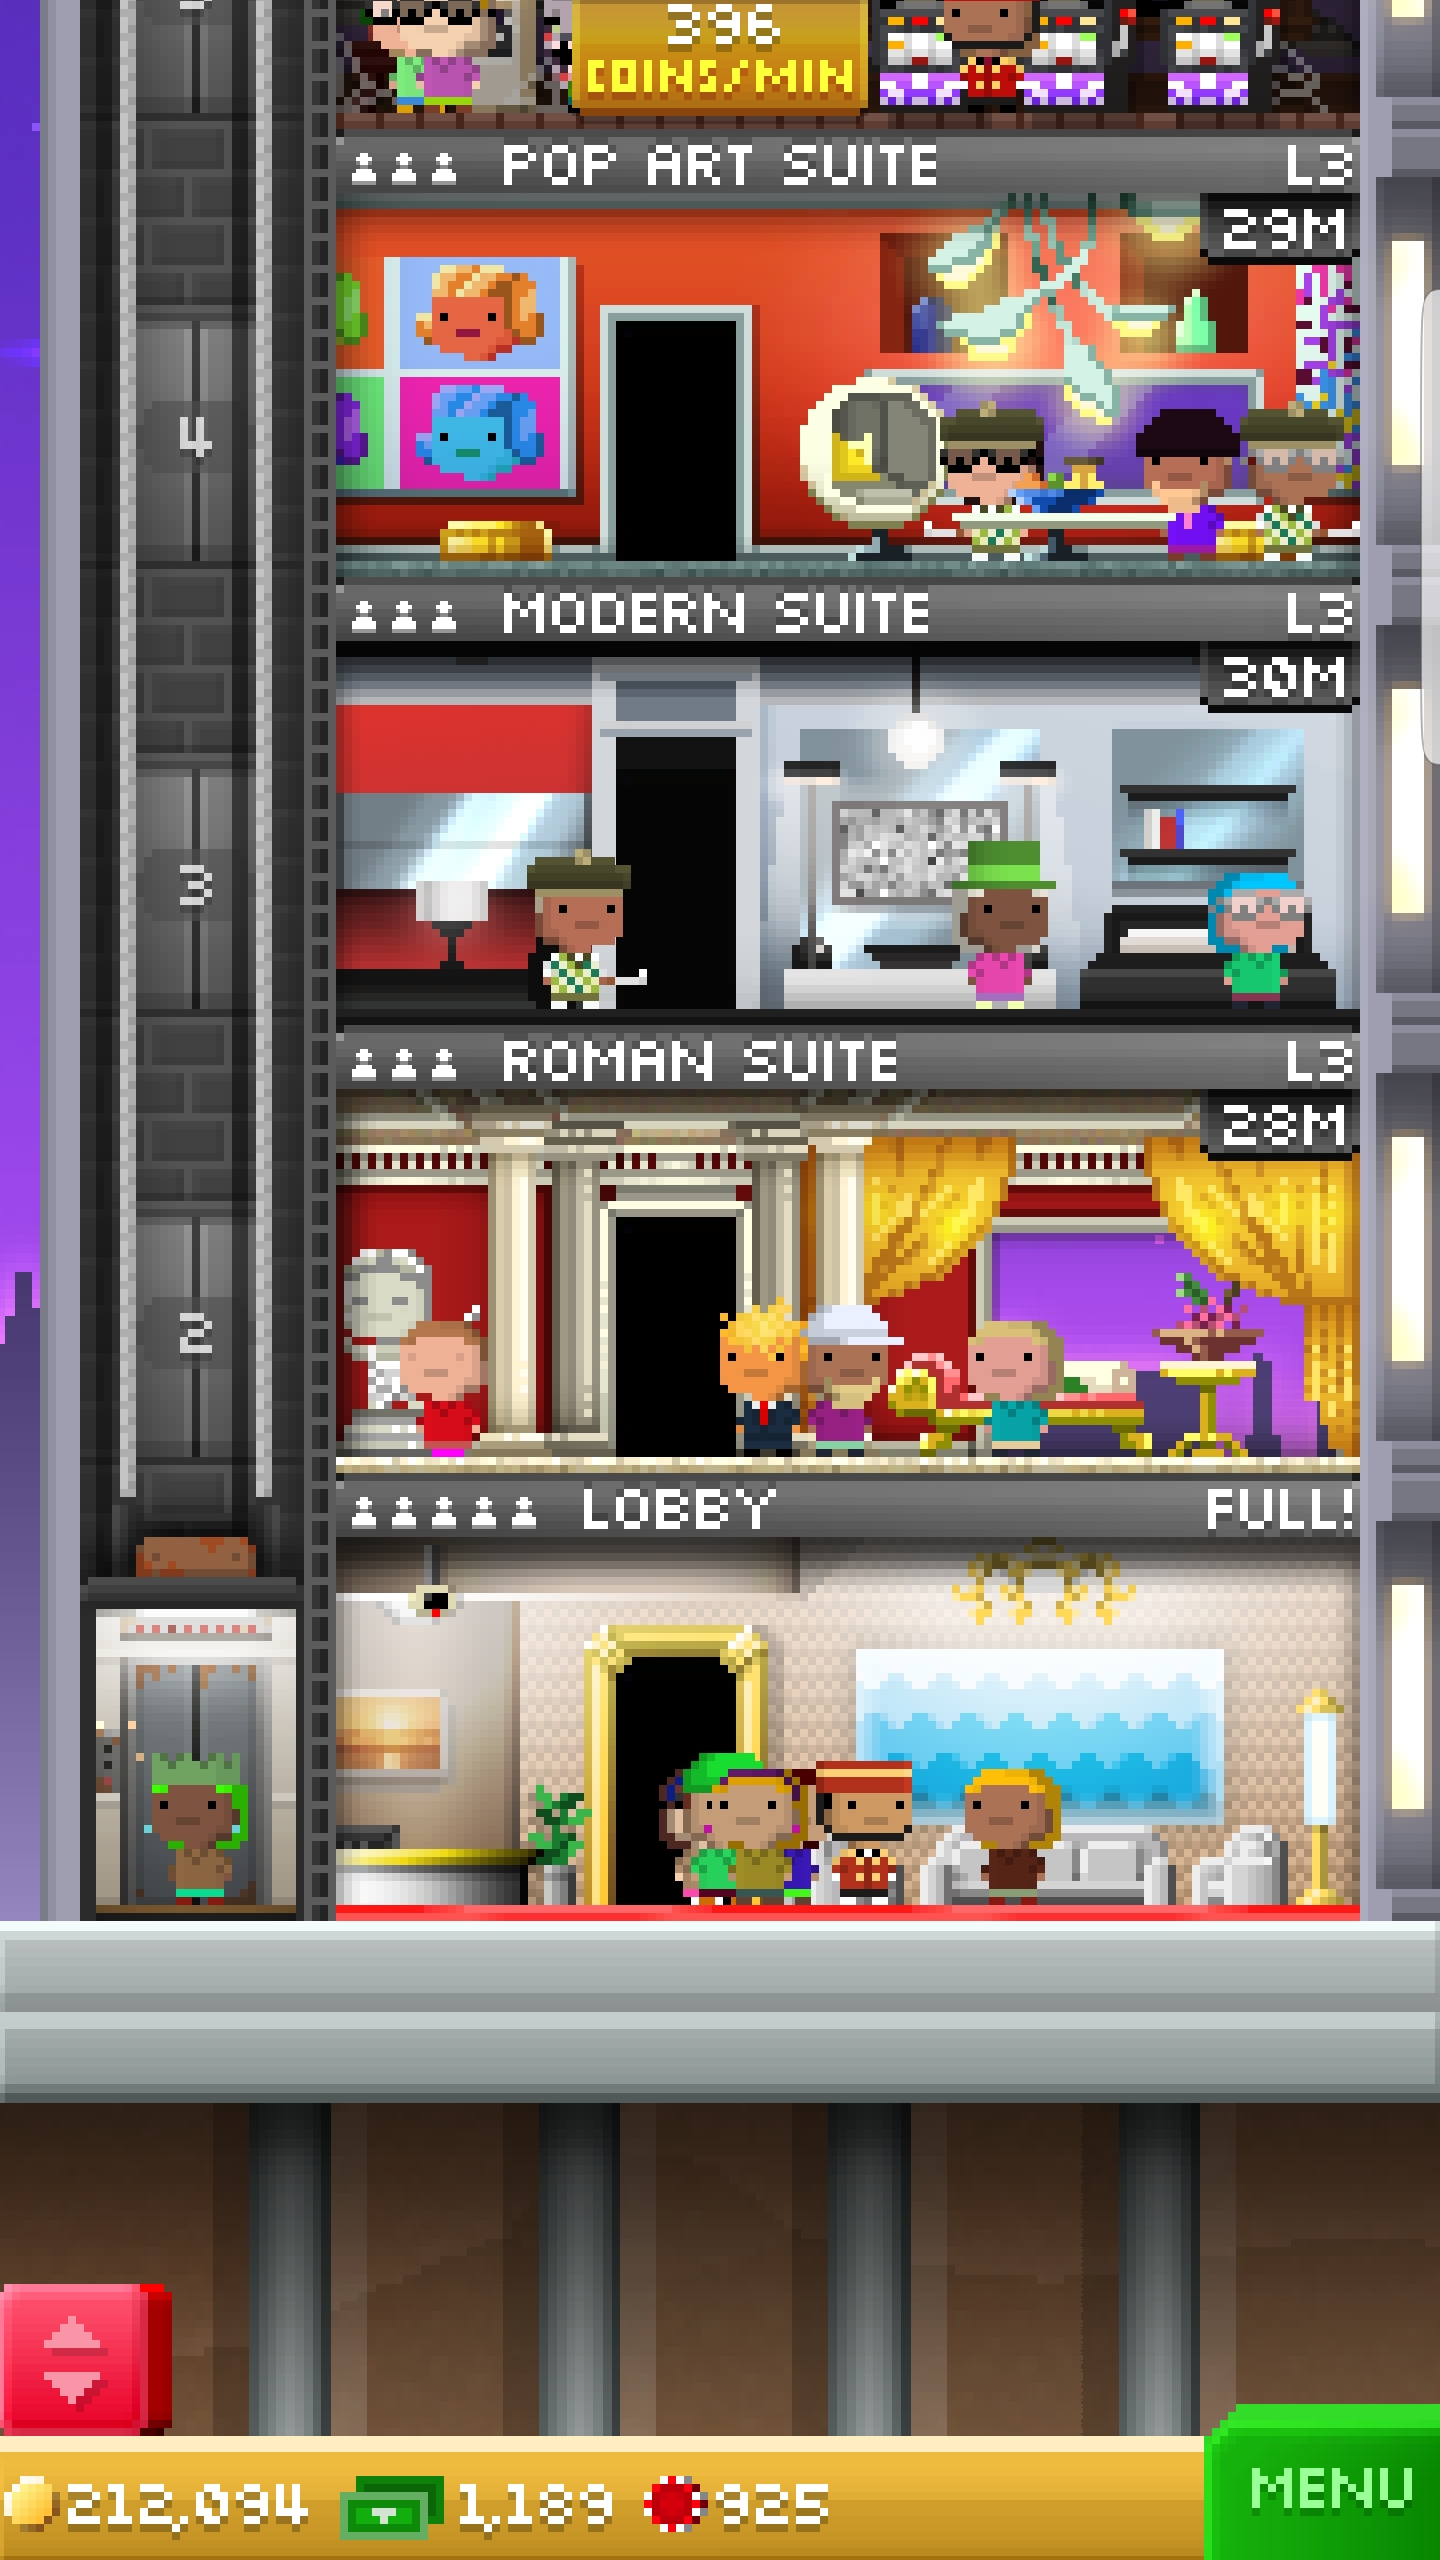 396
COINS/MIN
POP ART SUITE L3
29M
4
MODERN SUITE L3
30M
3
ROMAN SUITE L3
28M
2
LOBBY FULL!
212,094 1,189 925
MENU